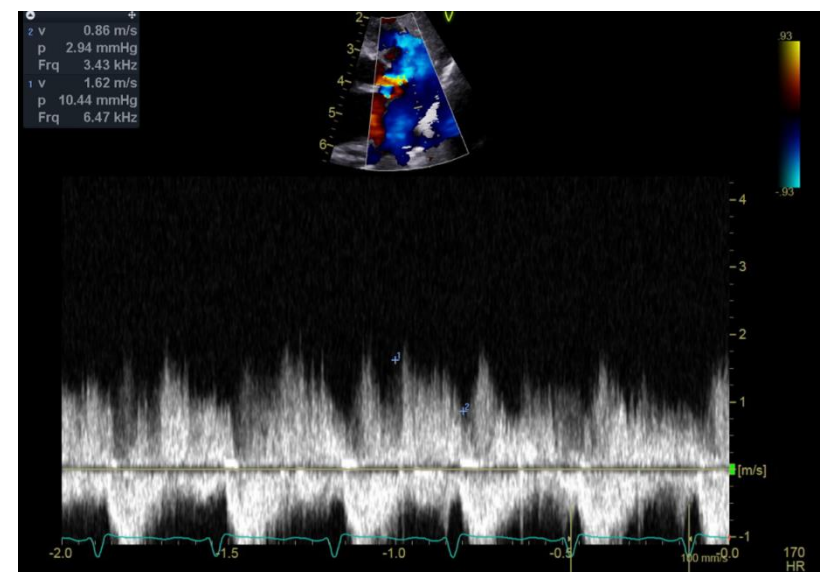 2 v 0.86 m/s
p 2.94 mmHg
Frq 3.43 kHz
1 v 1.62 m/s
p 10.44 mmHg
Frq 6.47 kHz
V
2
3
4
5
6
.93
-.93
4
3
2
1
[m/s]
-1
1
2
-2.0 -1.5 -1.0 -0.5 0.0
100 mm/s
170
HR